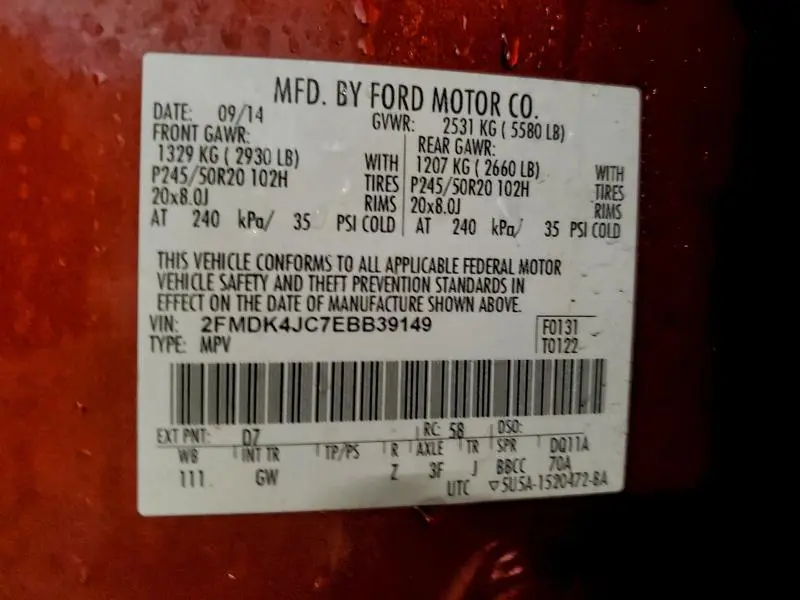 MFD. BY FORD MOTOR CO.
DATE: 09/14 GVWR: 2531 KG ( 5580 LB)
FRONT GAWR: REAR GAWR:
1329 KG ( 2930 LB) WITH 1207 KG ( 2660 LB) WITH
P245/50R20 102H TIRES P245/50R20 102H TIRES
20x8.0J RIMS 20x8.0J RIMS
AT 240 kPa/ 35 PSI COLD AT 240 kPa/ 35 PSI COLD
THIS VEHICLE CONFORMS TO ALL APPLICABLE FEDERAL MOTOR
VEHICLE SAFETY AND THEFT PREVENTION STANDARDS IN
EFFECT ON THE DATE OF MANUFACTURE SHOWN ABOVE.
VIN: 2FMDK4JC7EBB39149 F0131
TYPE: MPV T0122
EXT PNT: D7 RC: 58 DSO:
WB INT TR TP/PS R AXLE TR SPR DQ11A
111 GW Z 3F J BBCC 70A
UTC ▽5U5A-1520472-BA